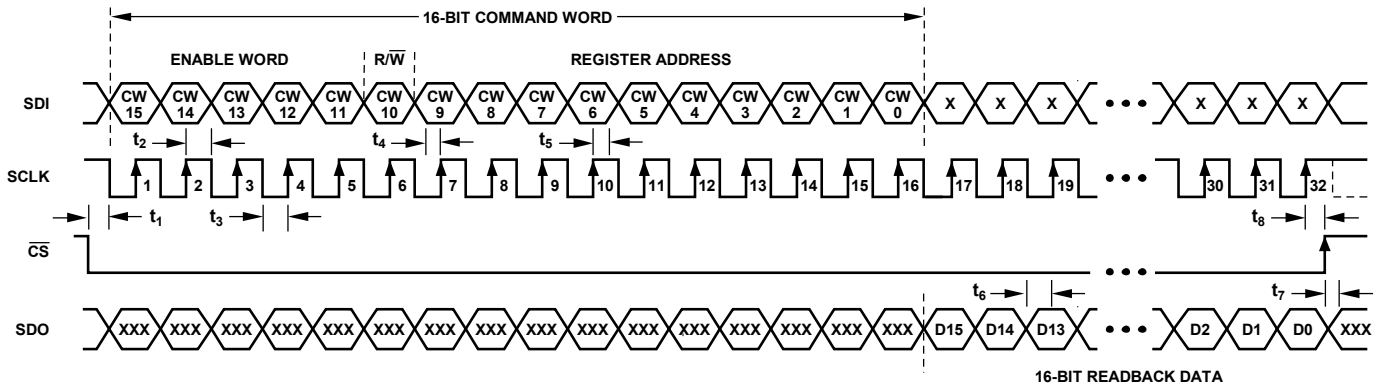 16-BIT COMMAND WORD
ENABLE WORD R/W̅ REGISTER ADDRESS
SDI CW 15 CW 14 CW 13 CW 12 CW 11 CW 10 CW 9 CW 8 CW 7 CW 6 CW 5 CW 4 CW 3 CW 2 CW 1 CW 0 X X X X X X
t2 t4 t5
SCLK 1 2 3 4 5 6 7 8 9 10 11 12 13 14 15 16 17 18 19 30 31 32
t1 t3 t8
C̅S̅
t6 t7
SDO XXX XXX XXX XXX XXX XXX XXX XXX XXX XXX XXX XXX XXX XXX XXX XXX D15 D14 D13 D2 D1 D0 XXX
16-BIT READBACK DATA